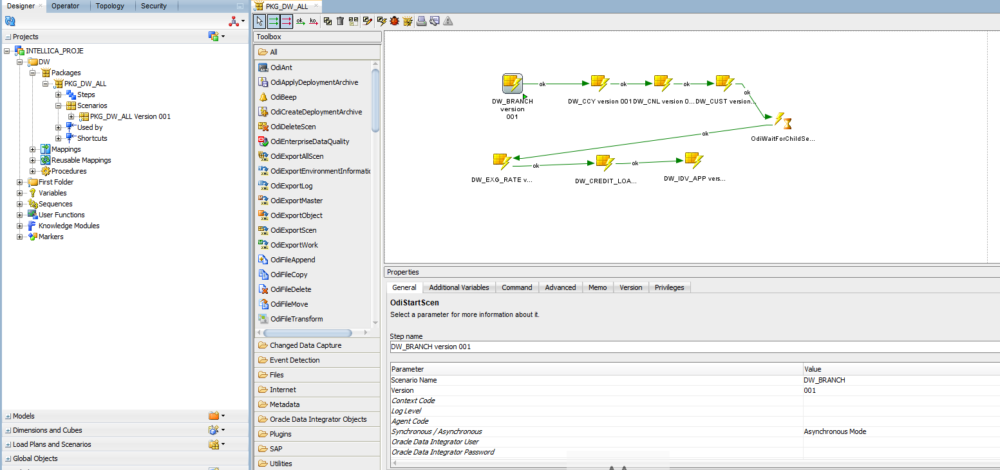 Designer
Operator
Topology
Security
Projects
INTELLICA_PROJE
DW
Packages
PKG_DW_ALL
Steps
Scenarios
PKG_DW_ALL Version 001
Used by
Shortcuts
Mappings
Reusable Mappings
Procedures
First Folder
Variables
Sequences
User Functions
Knowledge Modules
Markers
Models
Dimensions and Cubes
Load Plans and Scenarios
Global Objects
PKG_DW_ALL
ok
ko
Toolbox
All
OdiAnt
OdiApplyDeploymentArchive
OdiBeep
OdiCreateDeploymentArchive
OdiDeleteScen
OdiEnterpriseDataQuality
OdiExportAllScen
OdiExportEnvironmentInformatio
OdiExportLog
OdiExportMaster
OdiExportObject
OdiExportScen
OdiExportWork
OdiFileAppend
OdiFileCopy
OdiFileDelete
OdiFileMove
OdiFileTransform
Changed Data Capture
Event Detection
Files
Internet
Metadata
Oracle Data Integrator Objects
Plugins
SAP
Utilities
ok
ok
ok
ok
DW_BRANCH
version
001
DW_CCY version 001
DW_CNL version 0...
DW_CUST version...
OdiWaitForChildSe...
ok
ok
ok
DW_EXG_RATE v...
DW_CREDIT_LOA...
DW_IDV_APP vers...
Properties
General
Additional Variables
Command
Advanced
Memo
Version
Privileges
OdiStartScen
Select a parameter for more information about it.
Step name
DW_BRANCH version 001
Parameter Value
Scenario Name DW_BRANCH
Version 001
Context Code
Log Level
Agent Code
Synchronous / Asynchronous Asynchronous Mode
Oracle Data Integrator User
Oracle Data Integrator Password